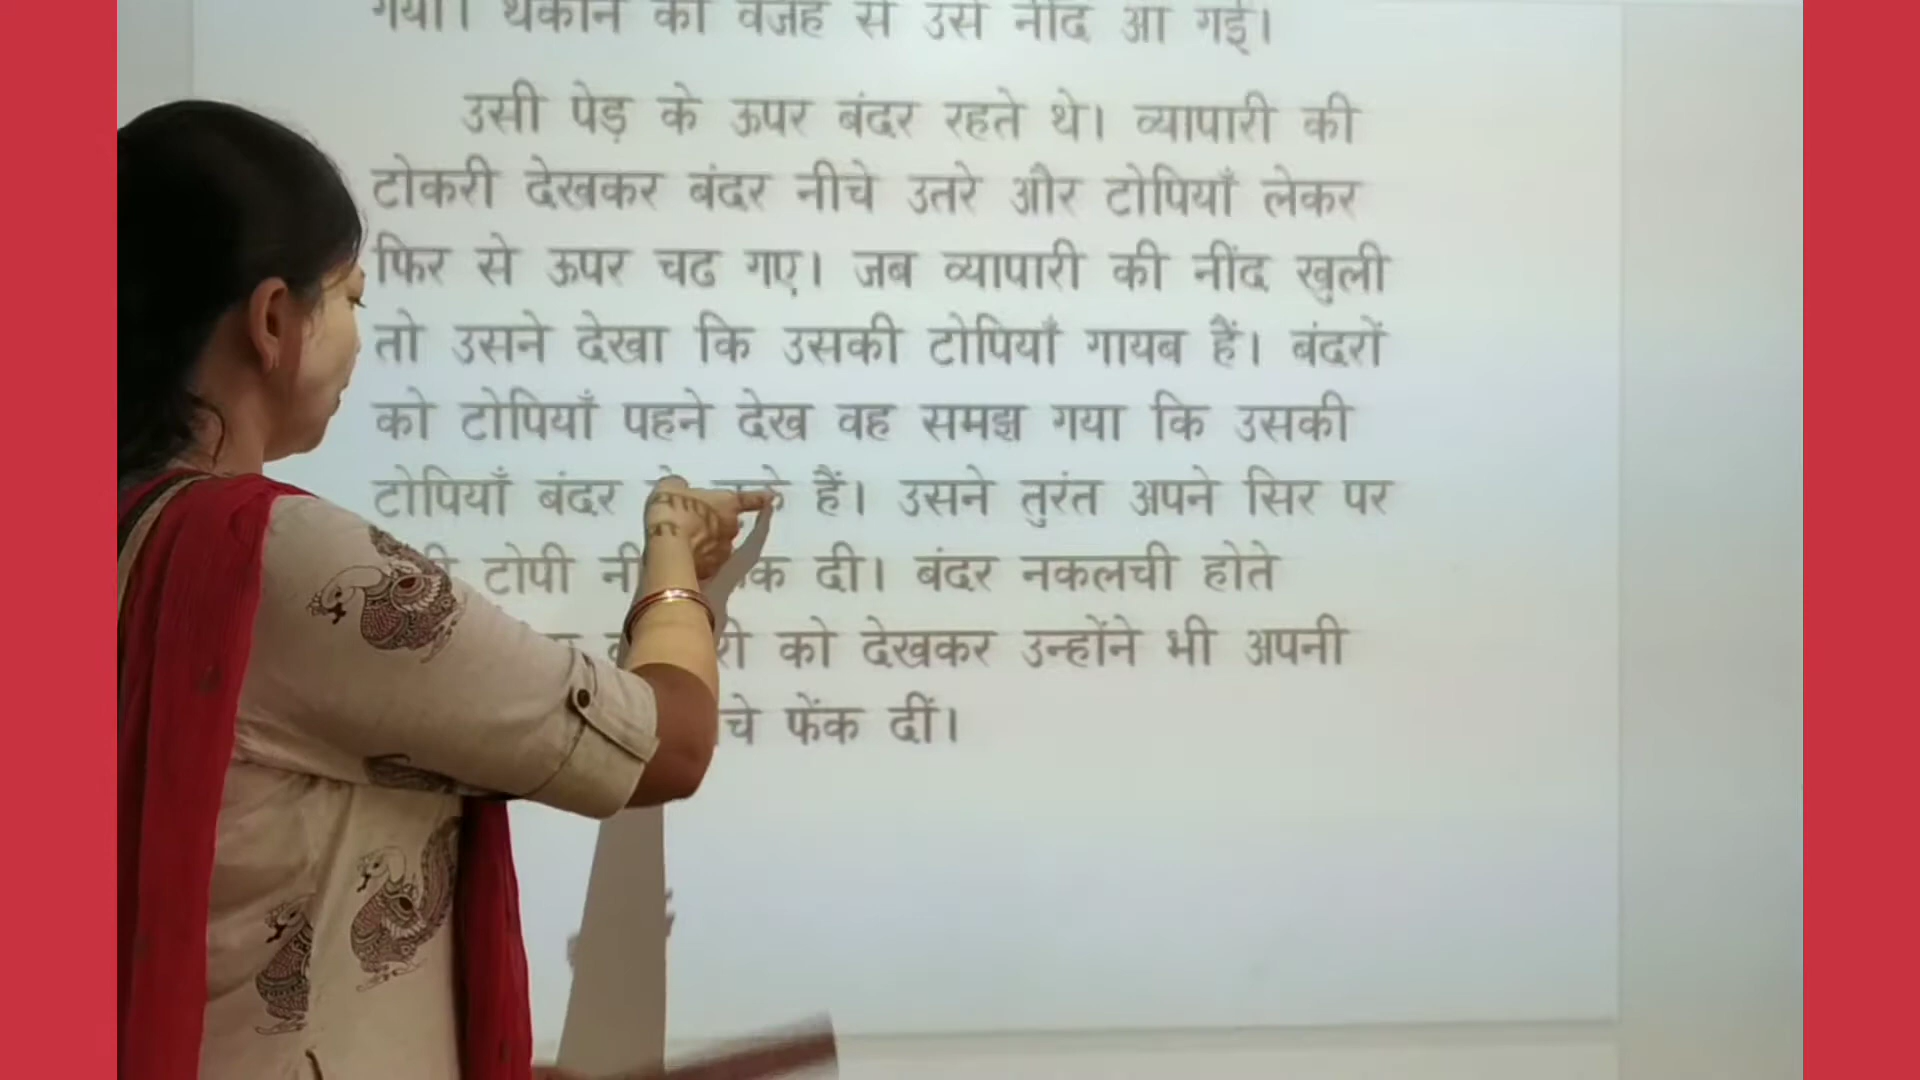 गया। थकान की वजह से उसे नींद आ गई।
उसी पेड़ के ऊपर बंदर रहते थे। व्यापारी की
टोकरी देखकर बंदर नीचे उतरे और टोपियाँ लेकर
फिर से ऊपर चढ गए। जब व्यापारी की नींद खुली
तो उसने देखा कि उसकी टोपियाँ गायब हैं। बंदरों
को टोपियाँ पहने देख वह समझ गया कि उसकी
टोपियाँ बंदर हैं। उसने तुरंत अपने सिर पर
टोपी दी। बंदर नकलची होते
को देखकर उन्होंने भी अपनी
फेंक दीं।